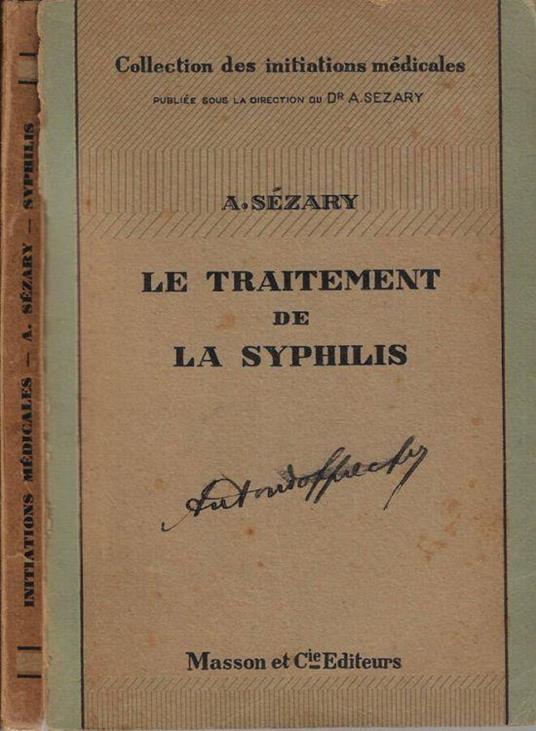 INITIATIONS MÉDICALES — A. SÉZARY — SYPHILIS
Collection des initiations médicales
PUBLIÉE SOUS LA DIRECTION DU DR A. SEZARY
A. SÉZARY
LE TRAITEMENT
DE
LA SYPHILIS
Masson et Cie Editeurs